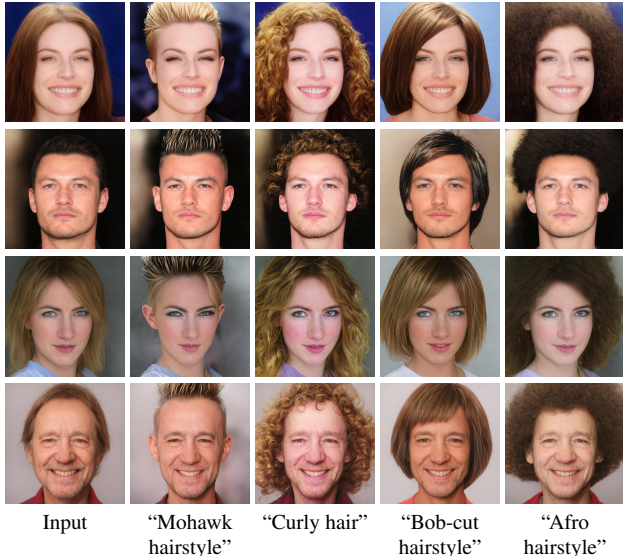 Input
“Mohawk
hairstyle”
“Curly hair”
“Bob-cut
hairstyle”
“Afro
hairstyle”